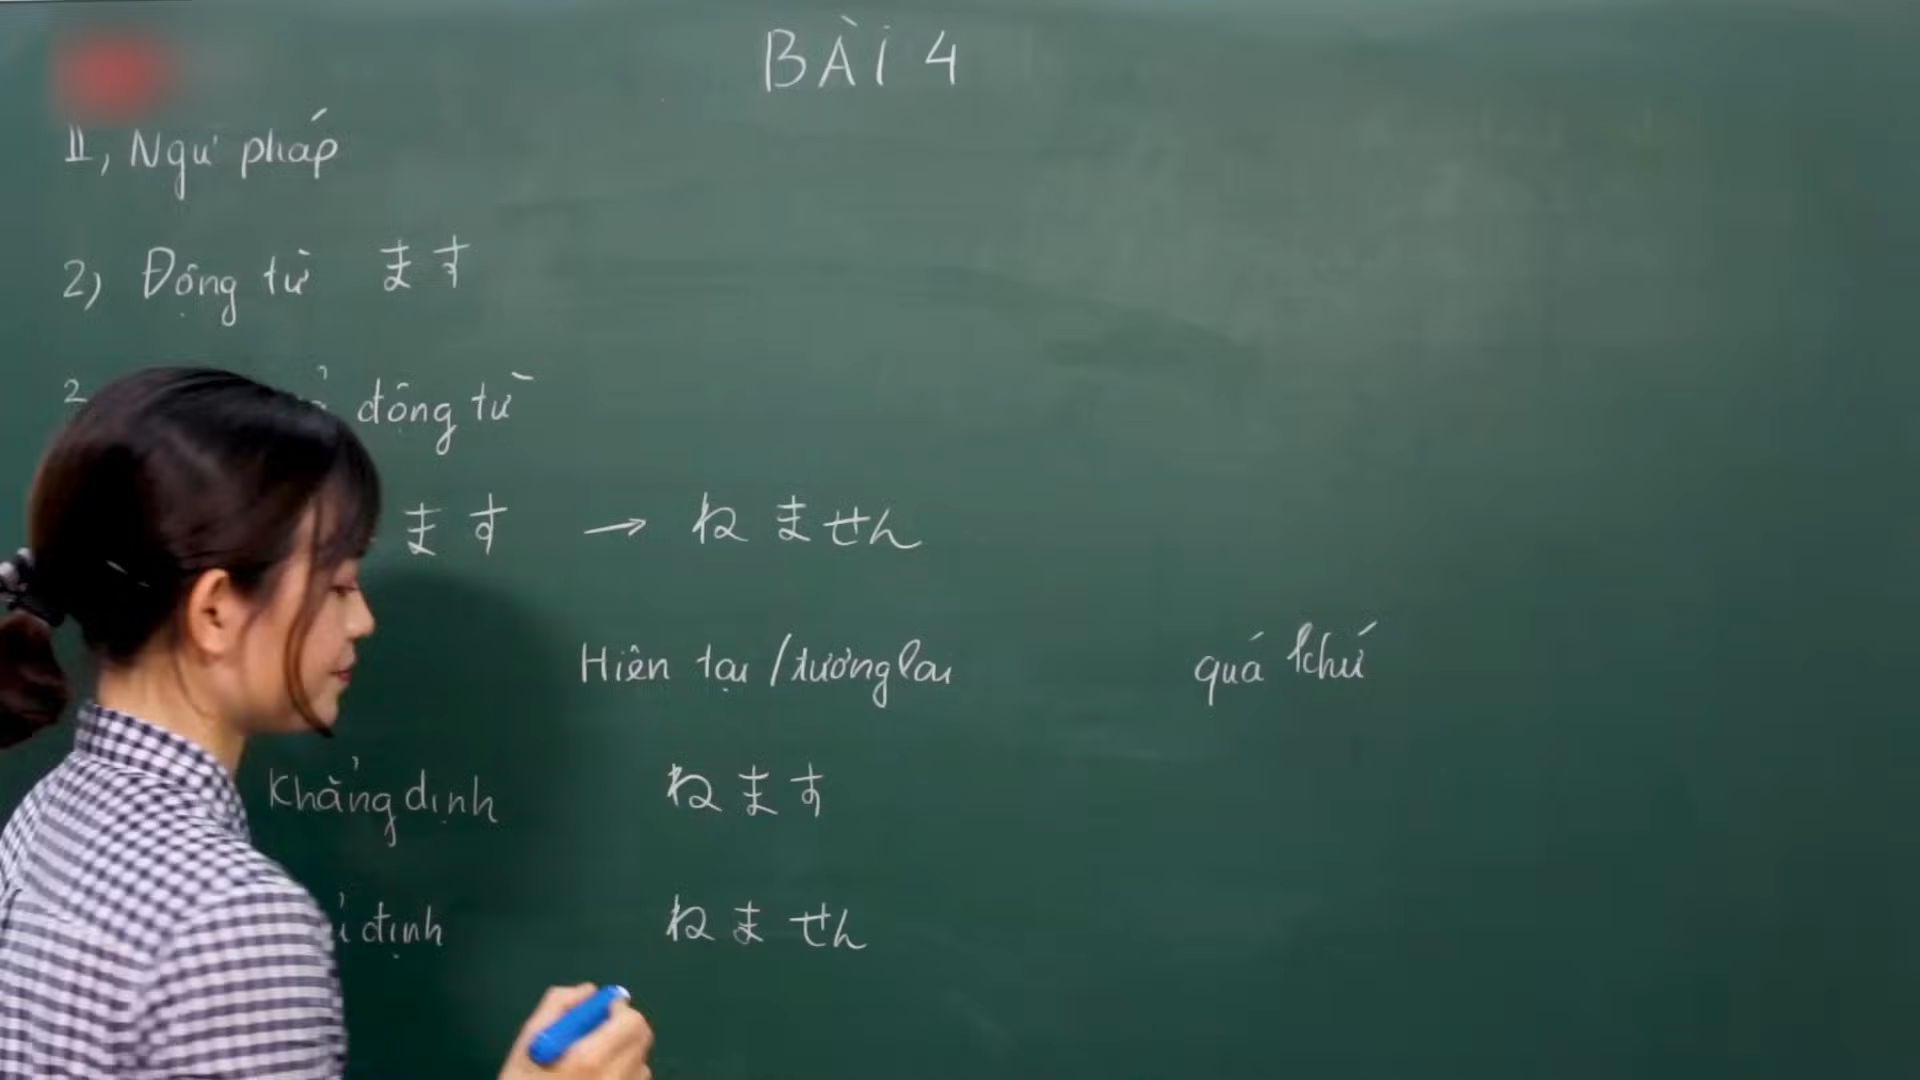 BÀI 4
II, Ngữ pháp
2) Động từ ます
2 động từ
ます → ねません
Hiện tại / tương lai quá khứ
Khẳng định ねます
định ねません